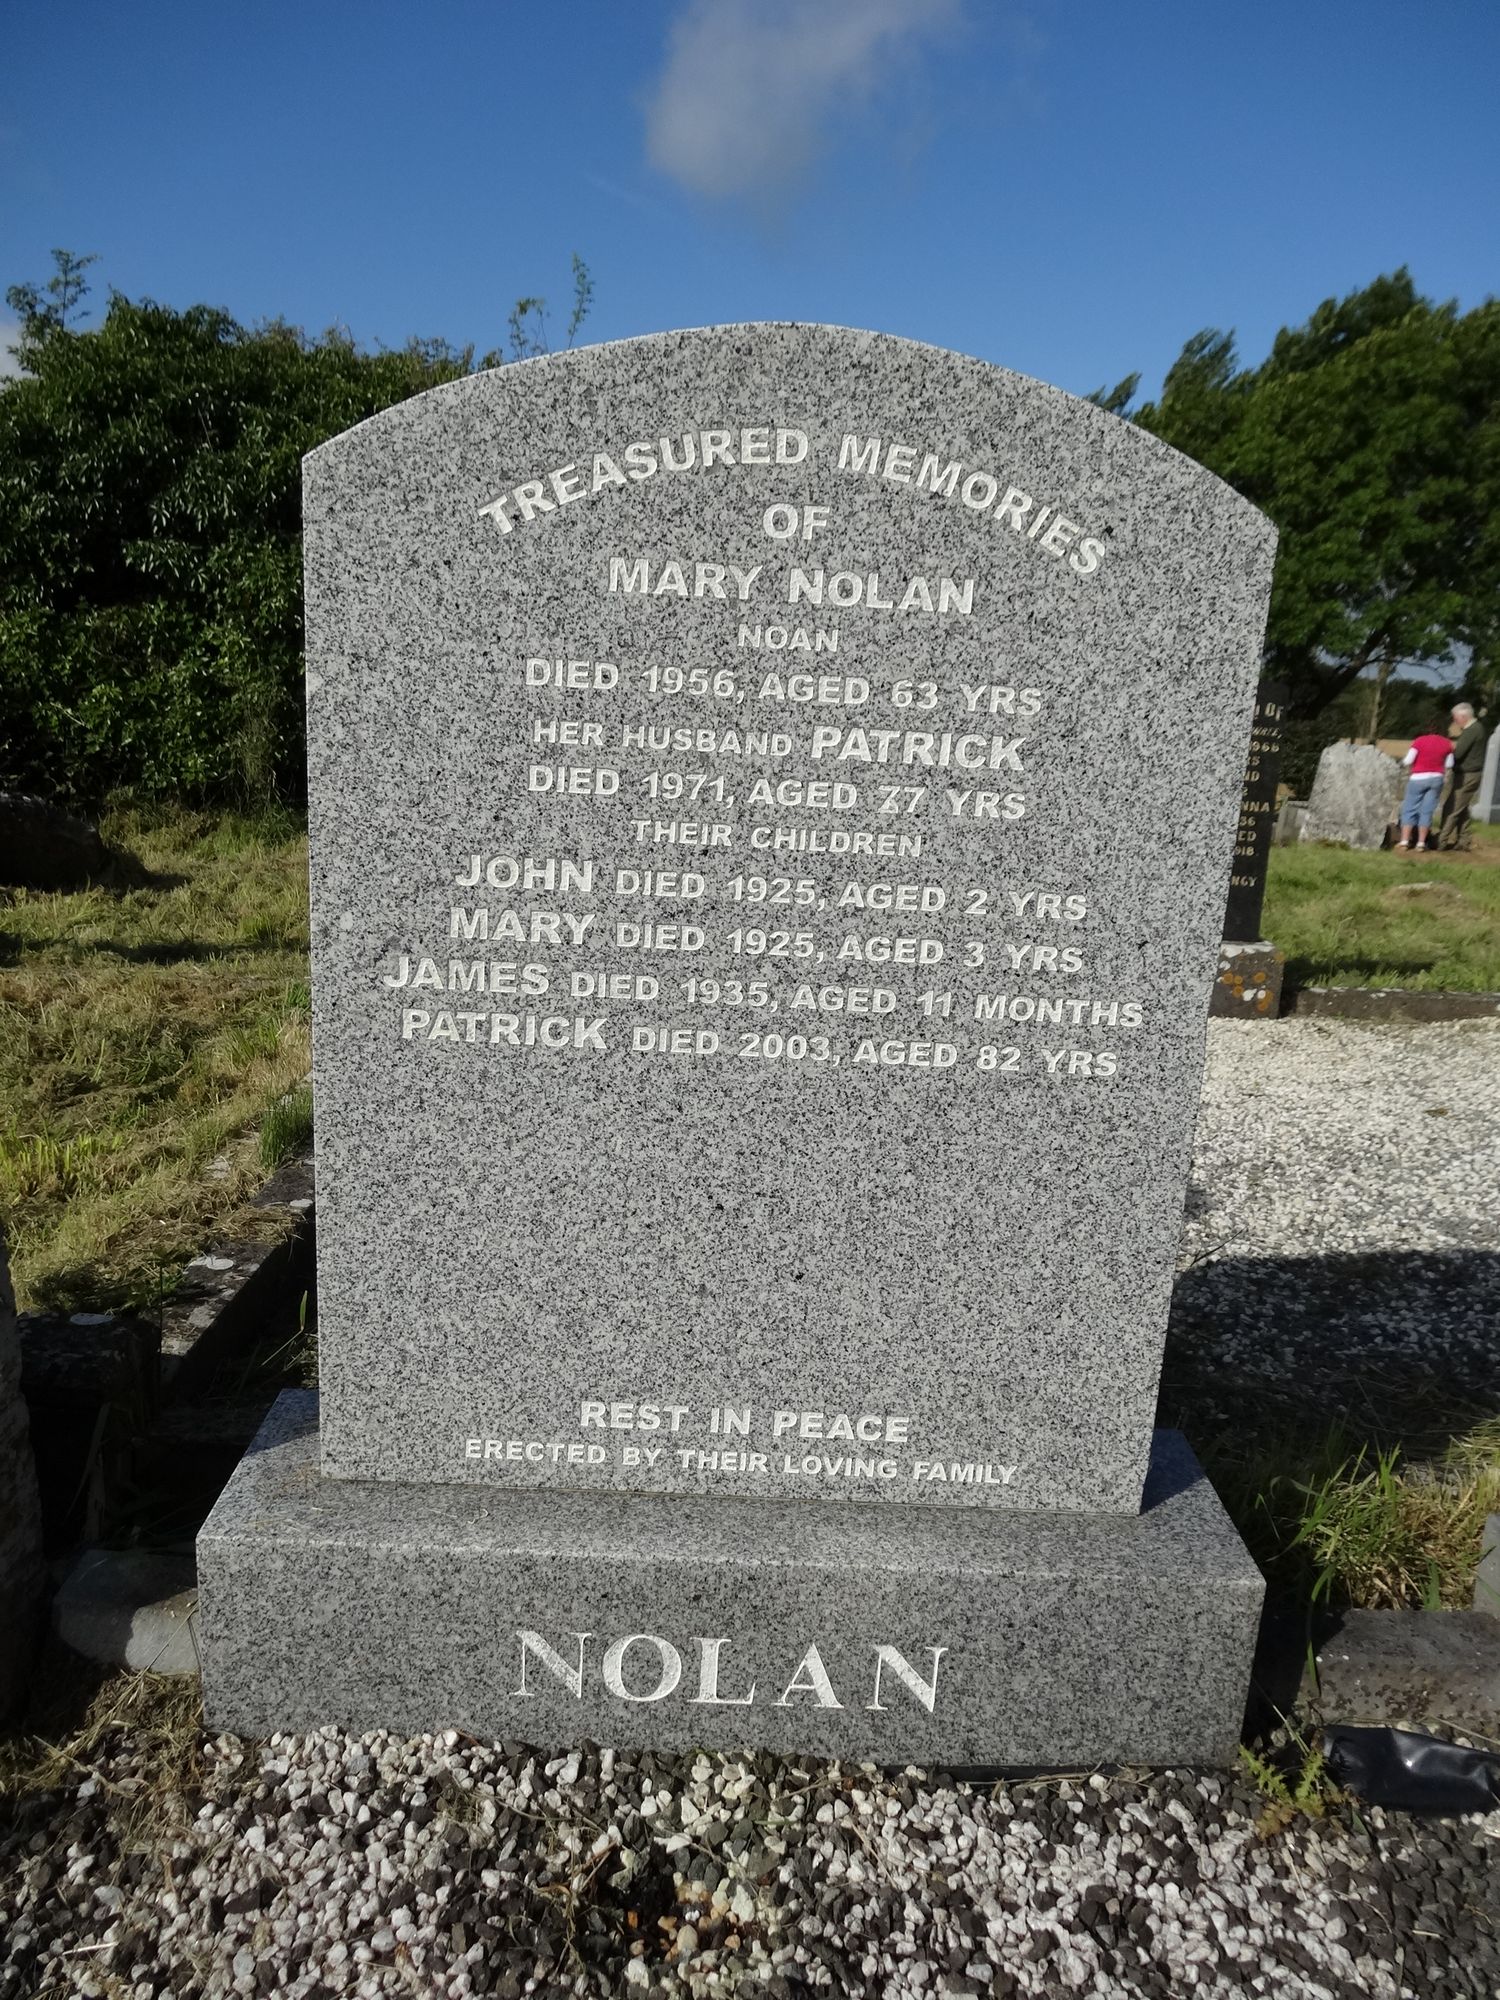 TREASURED MEMORIES
OF
MARY NOLAN
NOAN
DIED 1956, AGED 63 YRS
HER HUSBAND PATRICK
DIED 1971, AGED 77 YRS
THEIR CHILDREN
JOHN DIED 1925, AGED 2 YRS
MARY DIED 1925, AGED 3 YRS
JAMES DIED 1935, AGED 11 MONTHS
PATRICK DIED 2003, AGED 82 YRS
REST IN PEACE
ERECTED BY THEIR LOVING FAMILY
NOLAN
OF